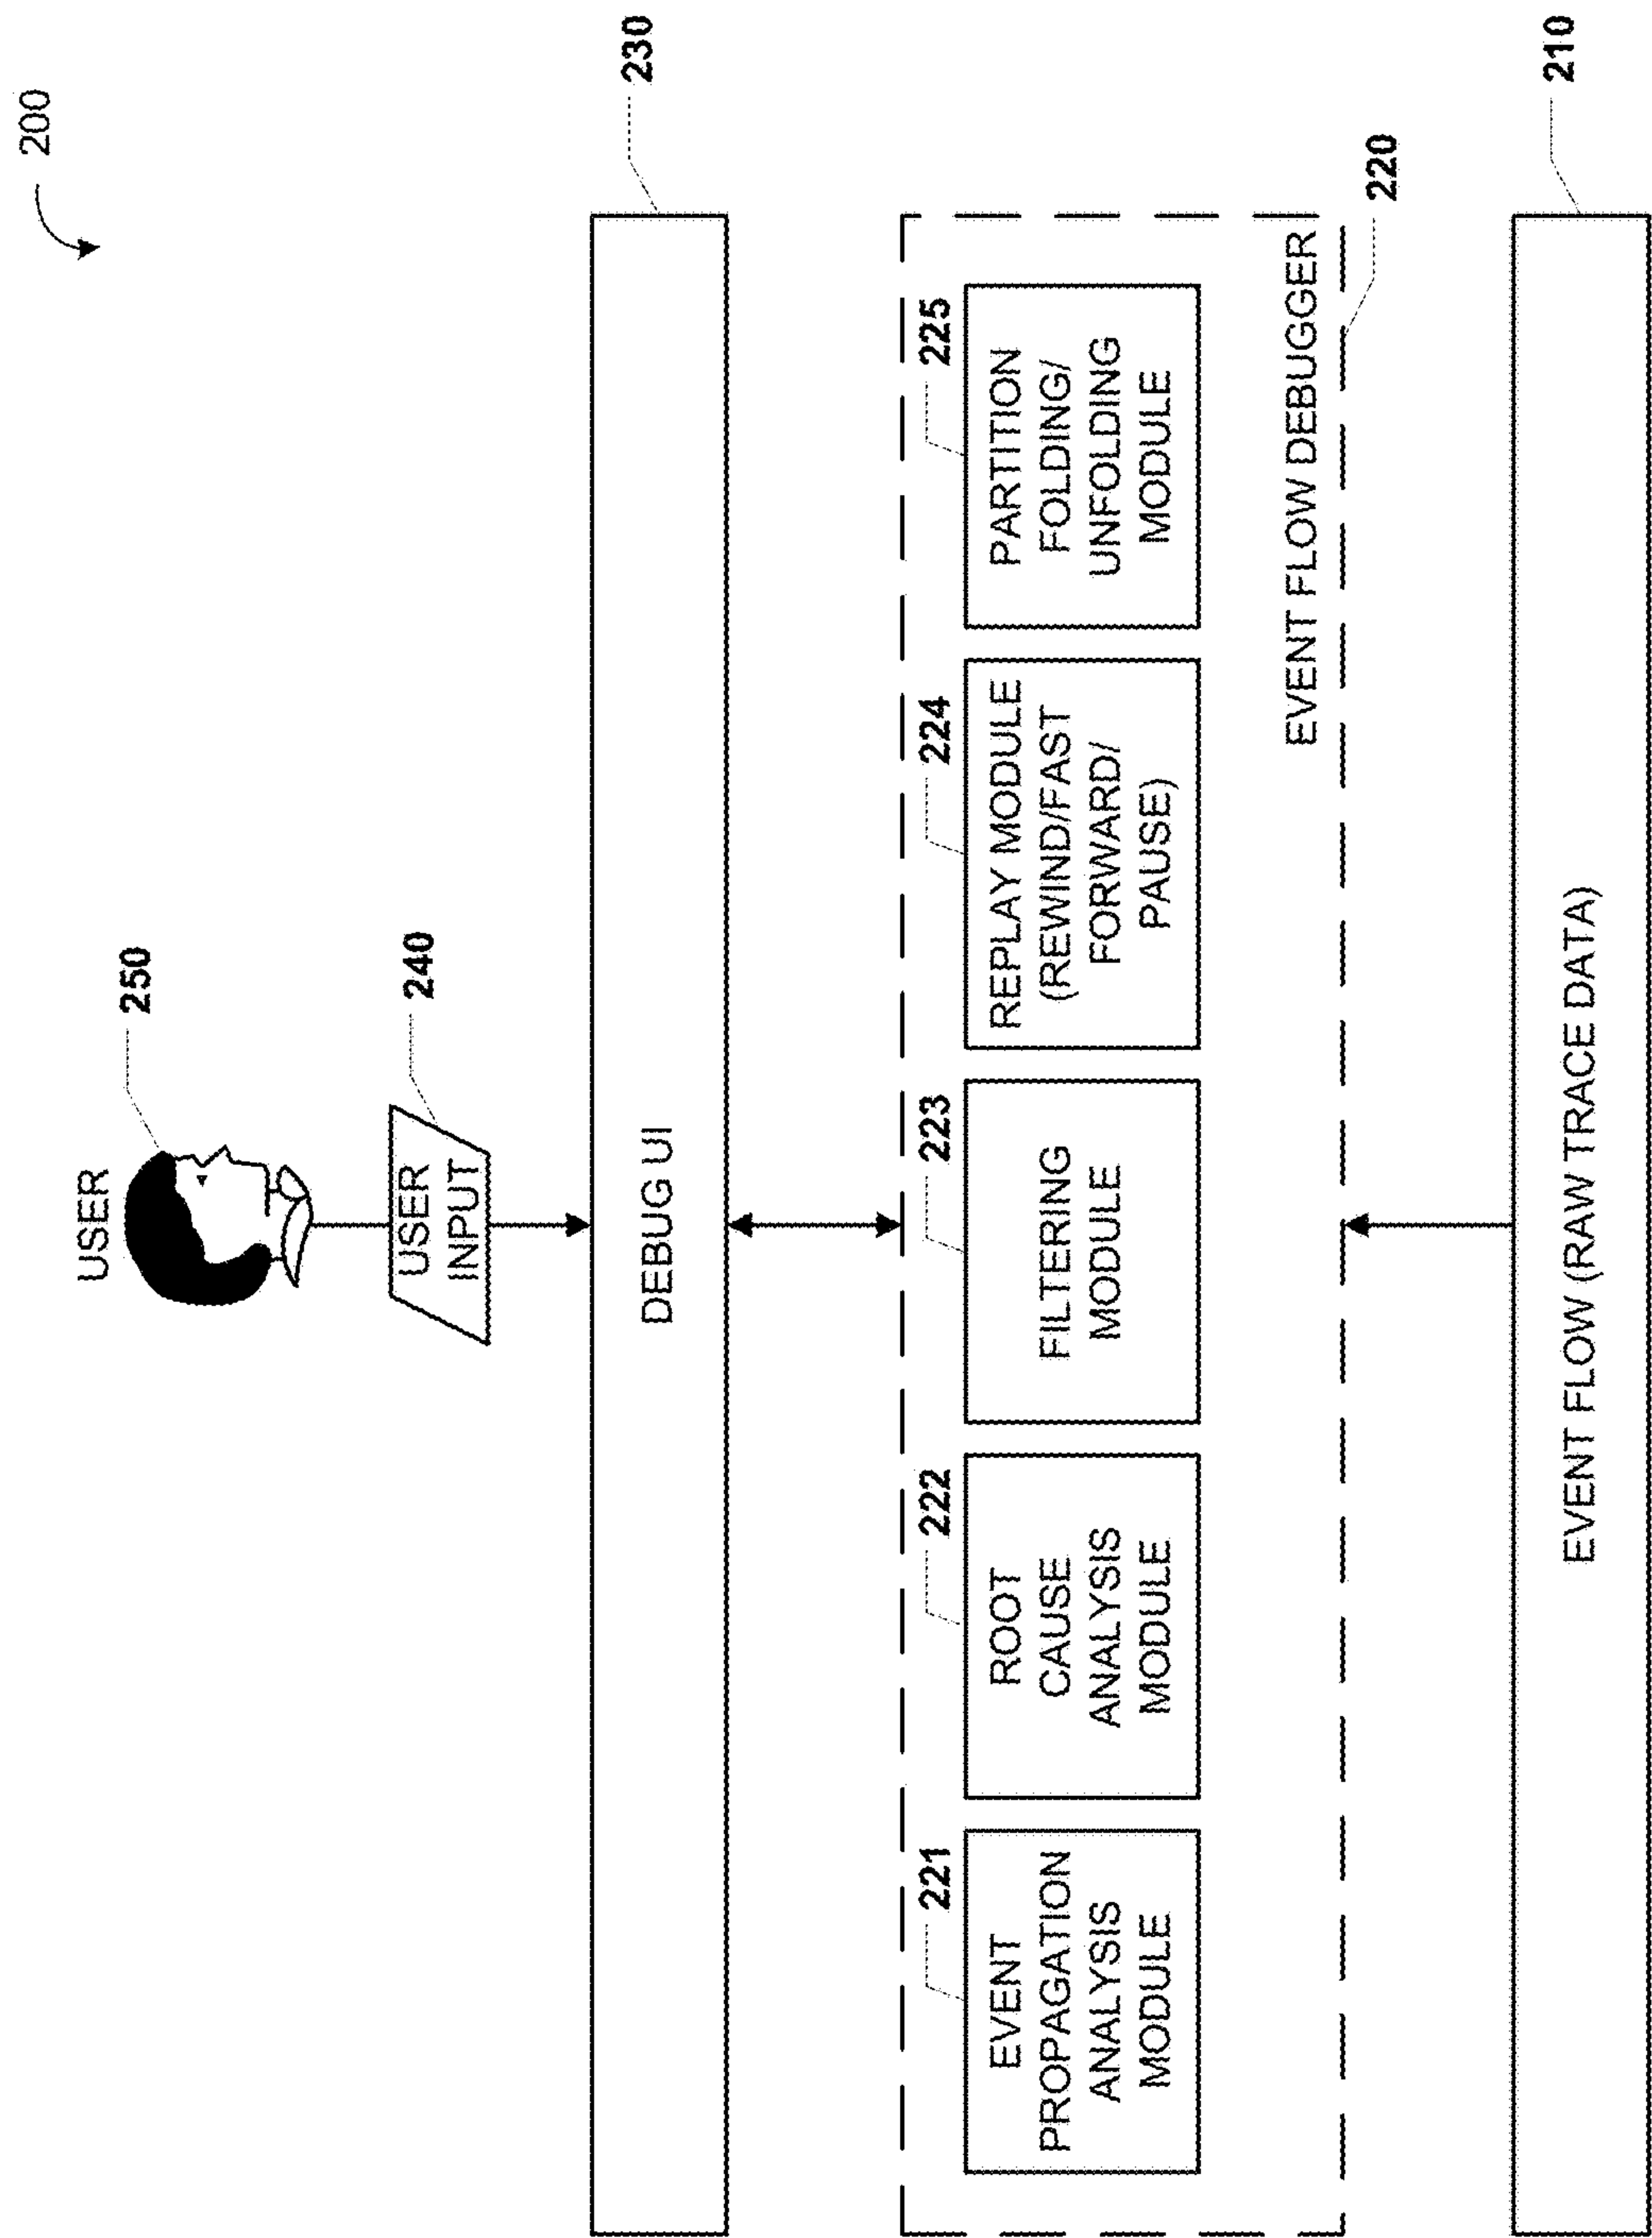 200
USER
250
USER
INPUT
240
230
DEBUG UI
221
EVENT
PROPAGATION
ANALYSIS
MODULE
222
ROOT
CAUSE
ANALYSIS
MODULE
223
FILTERING
MODULE
224
REPLAY MODULE
(REWIND/FAST
FORWARD/
PAUSE)
225
PARTITION
FOLDING/
UNFOLDING
MODULE
EVENT FLOW DEBUGGER
220
210
EVENT FLOW (RAW TRACE DATA)